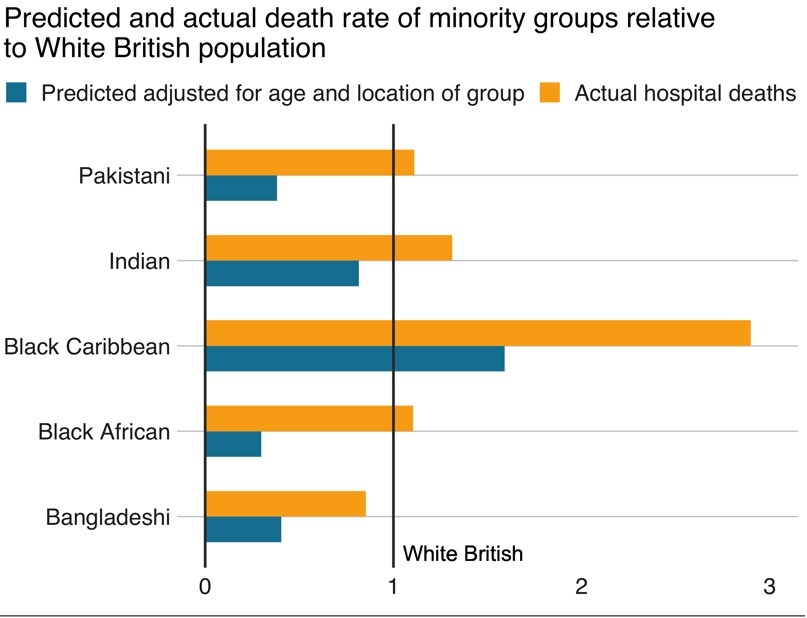 Predicted and actual death rate of minority groups relative
to White British population
Predicted adjusted for age and location of group Actual hospital deaths
Pakistani
Indian
Black Caribbean
Black African
Bangladeshi
White British
0 1 2 3